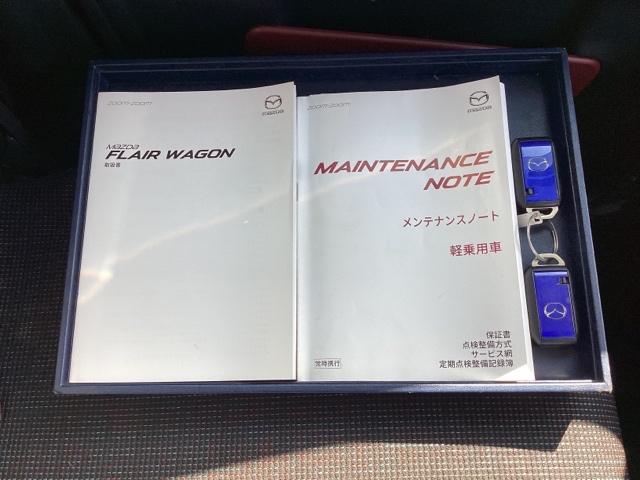 zoom-zoom
mazda
mazda
FLAIR WAGON
取扱書
zoom-zoom
mazda
MAINTENANCE
NOTE
メンテナンスノート
軽乗用車
保証書
点検整備方式
サービス網
定期点検整備記録簿
常時携行